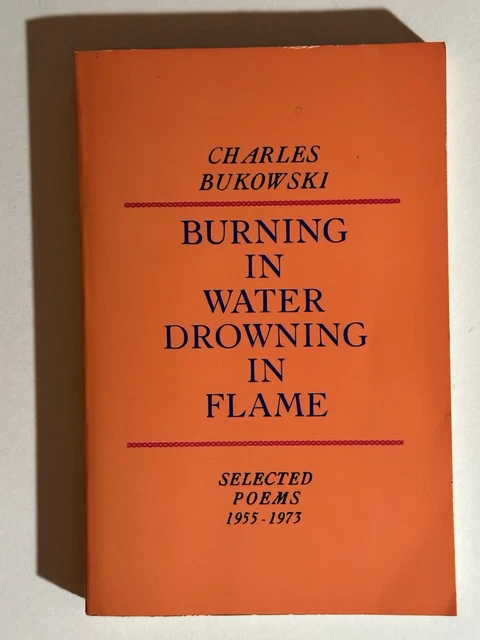 CHARLES
BUKOWSKI
BURNING
IN
WATER
DROWNING
IN
FLAME
SELECTED
POEMS
1955-1973